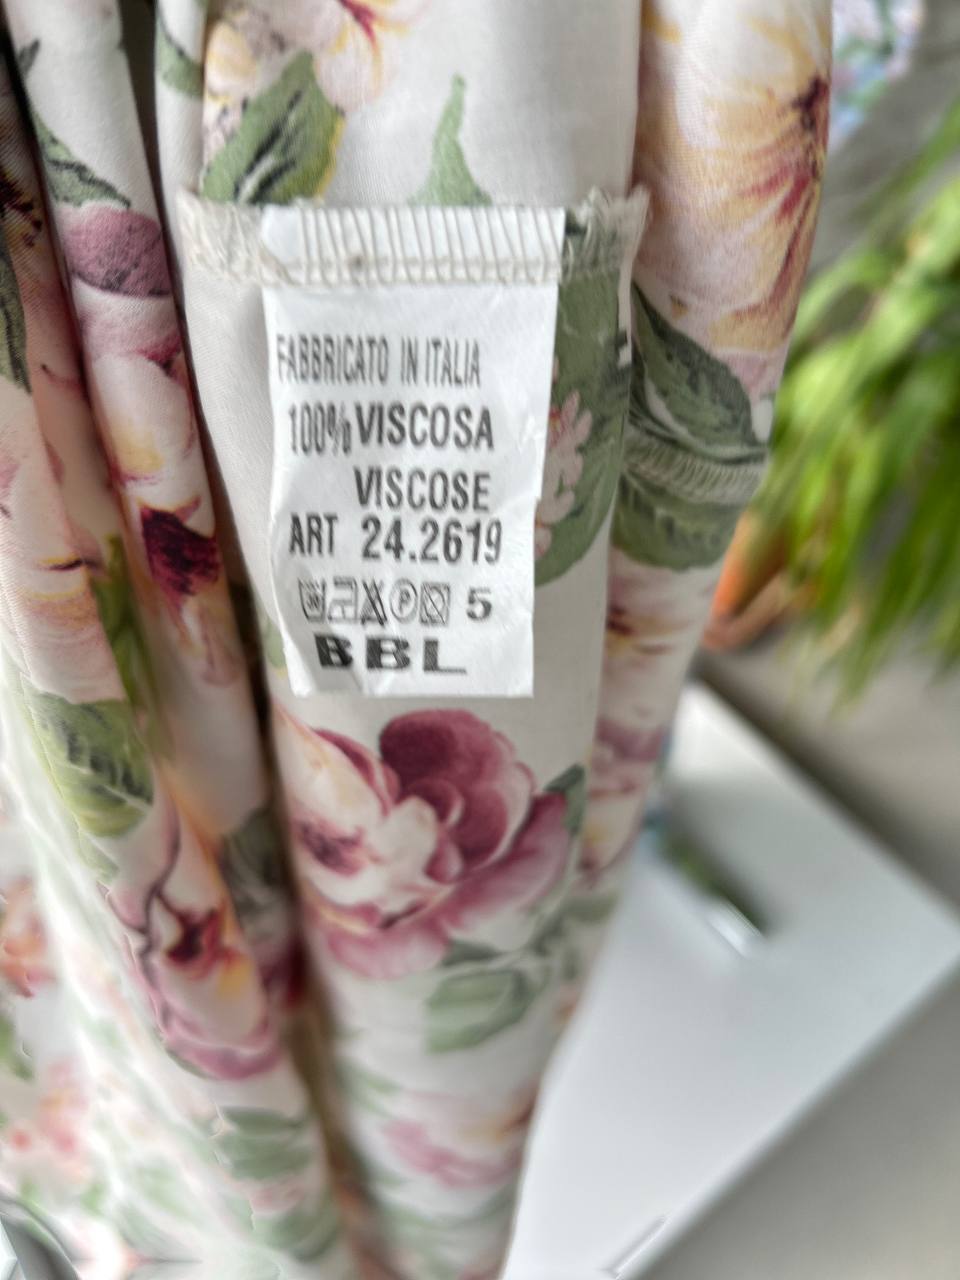 FABBRICATO IN ITALIA
100% VISCOSA
VISCOSE
ART 24.2619
P 5
BBL